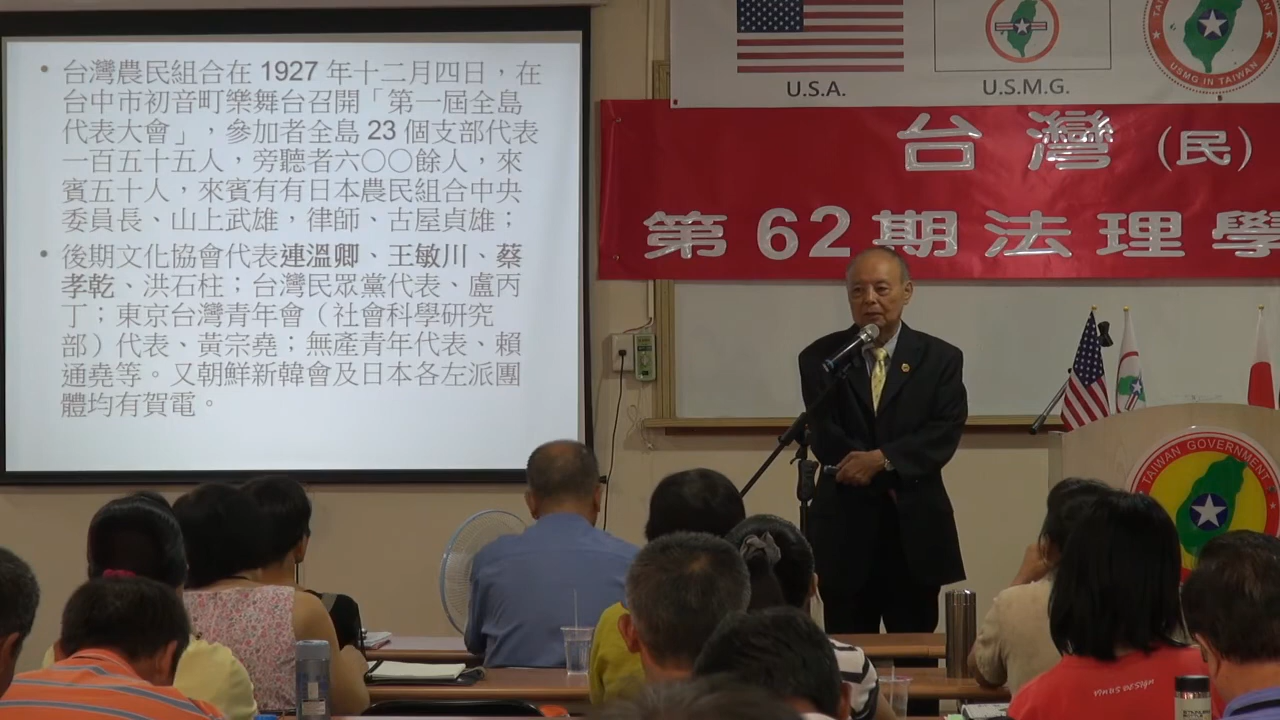 • 台灣農民組合在 1927 年十二月四日，在
台中市初音町樂舞台召開「第一屆全島
代表大會」，參加者全島 23 個支部代表
一百五十五人，旁聽者六〇〇餘人，來
賓五十人，來賓有有日本農民組合中央
委員長、山上武雄，律師、古屋貞雄；
• 後期文化協會代表連溫卿、王敏川、蔡
孝乾、洪石柱；台灣民眾黨代表、盧丙
丁；東京台灣青年會（社會科學研究
部）代表、黃宗堯；無產青年代表、賴
通堯等。又朝鮮新韓會及日本各左派團
體均有賀電。
U.S.A.
U.S.M.G.
USMG IN TAIWAN
台灣(民)
第62期法理學
TAIWAN GOVERNMENT
VINUS DESIGN